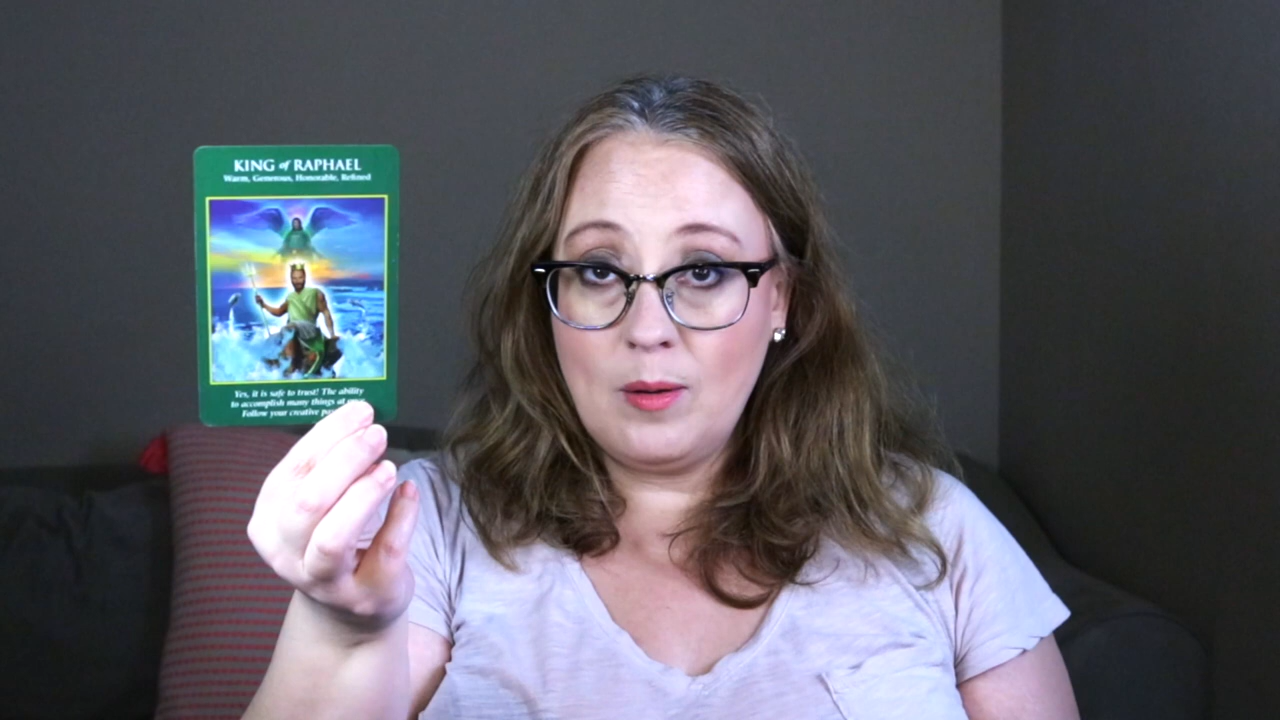 KING of RAPHAEL
Warm, Generous, Honorable, Refined
Yes, it is safe to trust! The ability
to accomplish many things at
Follow your creative